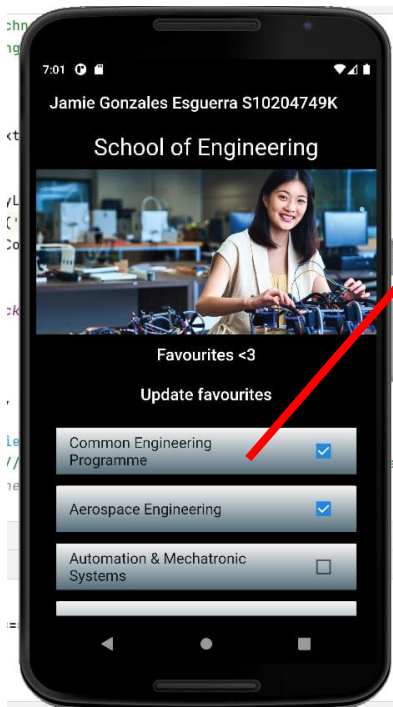 7:01
Jamie Gonzales Esguerra S10204749K
School of Engineering
Favourites <3
Update favourites
Common Engineering
Programme
Aerospace Engineering
Automation & Mechatronic
Systems